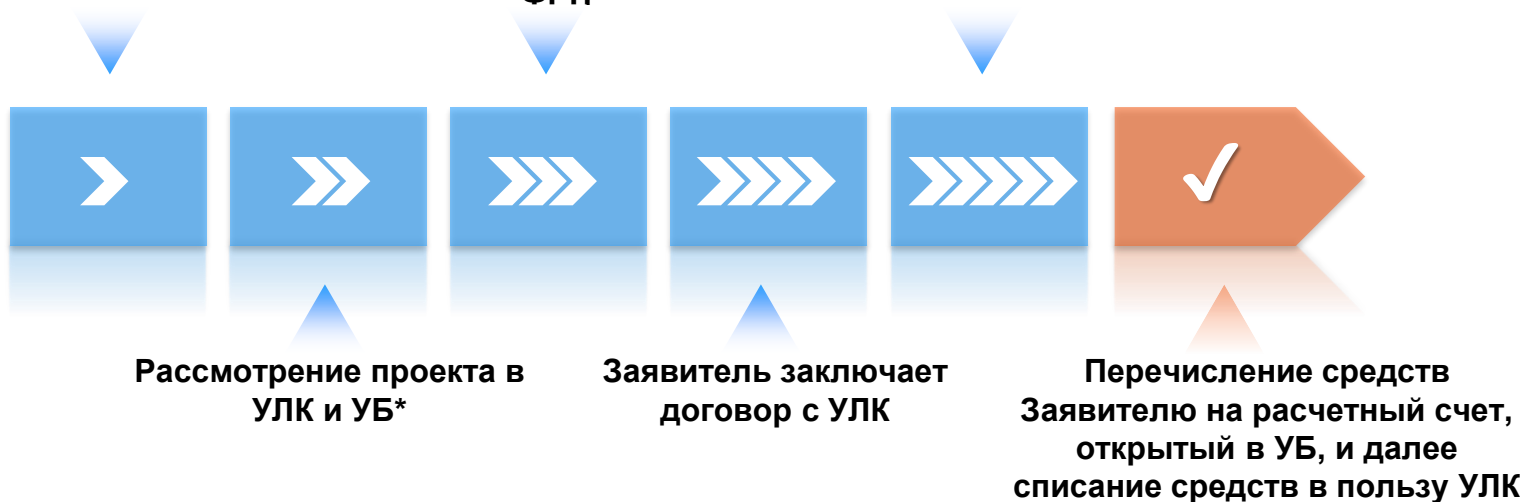 Рассмотрение проекта в
УЛК и УБ*
Заявитель заключает
договор с УЛК
Перечисление средств
Заявителю на расчетный счет,
открытый в УБ, и далее
списание средств в пользу УЛК